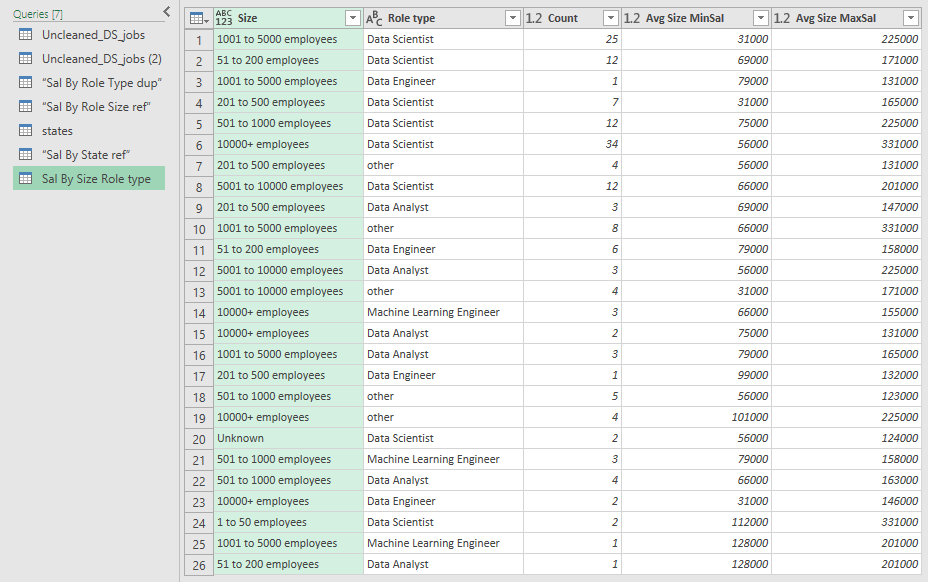 Queries [7]
Uncleaned_DS_jobs
Uncleaned_DS_jobs (2)
“Sal By Role Type dup”
“Sal By Role Size ref”
states
“Sal By State ref”
Sal By Size Role type
ABC 123 Size ABC Role type 1.2 Count 1.2 Avg Size MinSal 1.2 Avg Size MaxSal
1 1001 to 5000 employees Data Scientist 25 31000 225000
2 51 to 200 employees Data Scientist 12 69000 171000
3 1001 to 5000 employees Data Engineer 1 79000 131000
4 201 to 500 employees Data Scientist 7 31000 165000
5 501 to 1000 employees Data Scientist 12 75000 225000
6 10000+ employees Data Scientist 34 56000 331000
7 201 to 500 employees other 4 56000 131000
8 5001 to 10000 employees Data Scientist 12 66000 201000
9 201 to 500 employees Data Analyst 3 69000 147000
10 1001 to 5000 employees other 8 66000 331000
11 51 to 200 employees Data Engineer 6 79000 158000
12 5001 to 10000 employees Data Analyst 3 56000 225000
13 5001 to 10000 employees other 4 31000 171000
14 10000+ employees Machine Learning Engineer 3 66000 155000
15 10000+ employees Data Analyst 2 75000 131000
16 1001 to 5000 employees Data Analyst 3 79000 165000
17 201 to 500 employees Data Engineer 1 99000 132000
18 501 to 1000 employees other 5 56000 123000
19 10000+ employees other 4 101000 225000
20 Unknown Data Scientist 2 56000 124000
21 501 to 1000 employees Machine Learning Engineer 3 79000 158000
22 501 to 1000 employees Data Analyst 4 66000 163000
23 10000+ employees Data Engineer 2 31000 146000
24 1 to 50 employees Data Scientist 2 112000 331000
25 1001 to 5000 employees Machine Learning Engineer 1 128000 201000
26 51 to 200 employees Data Analyst 1 128000 201000